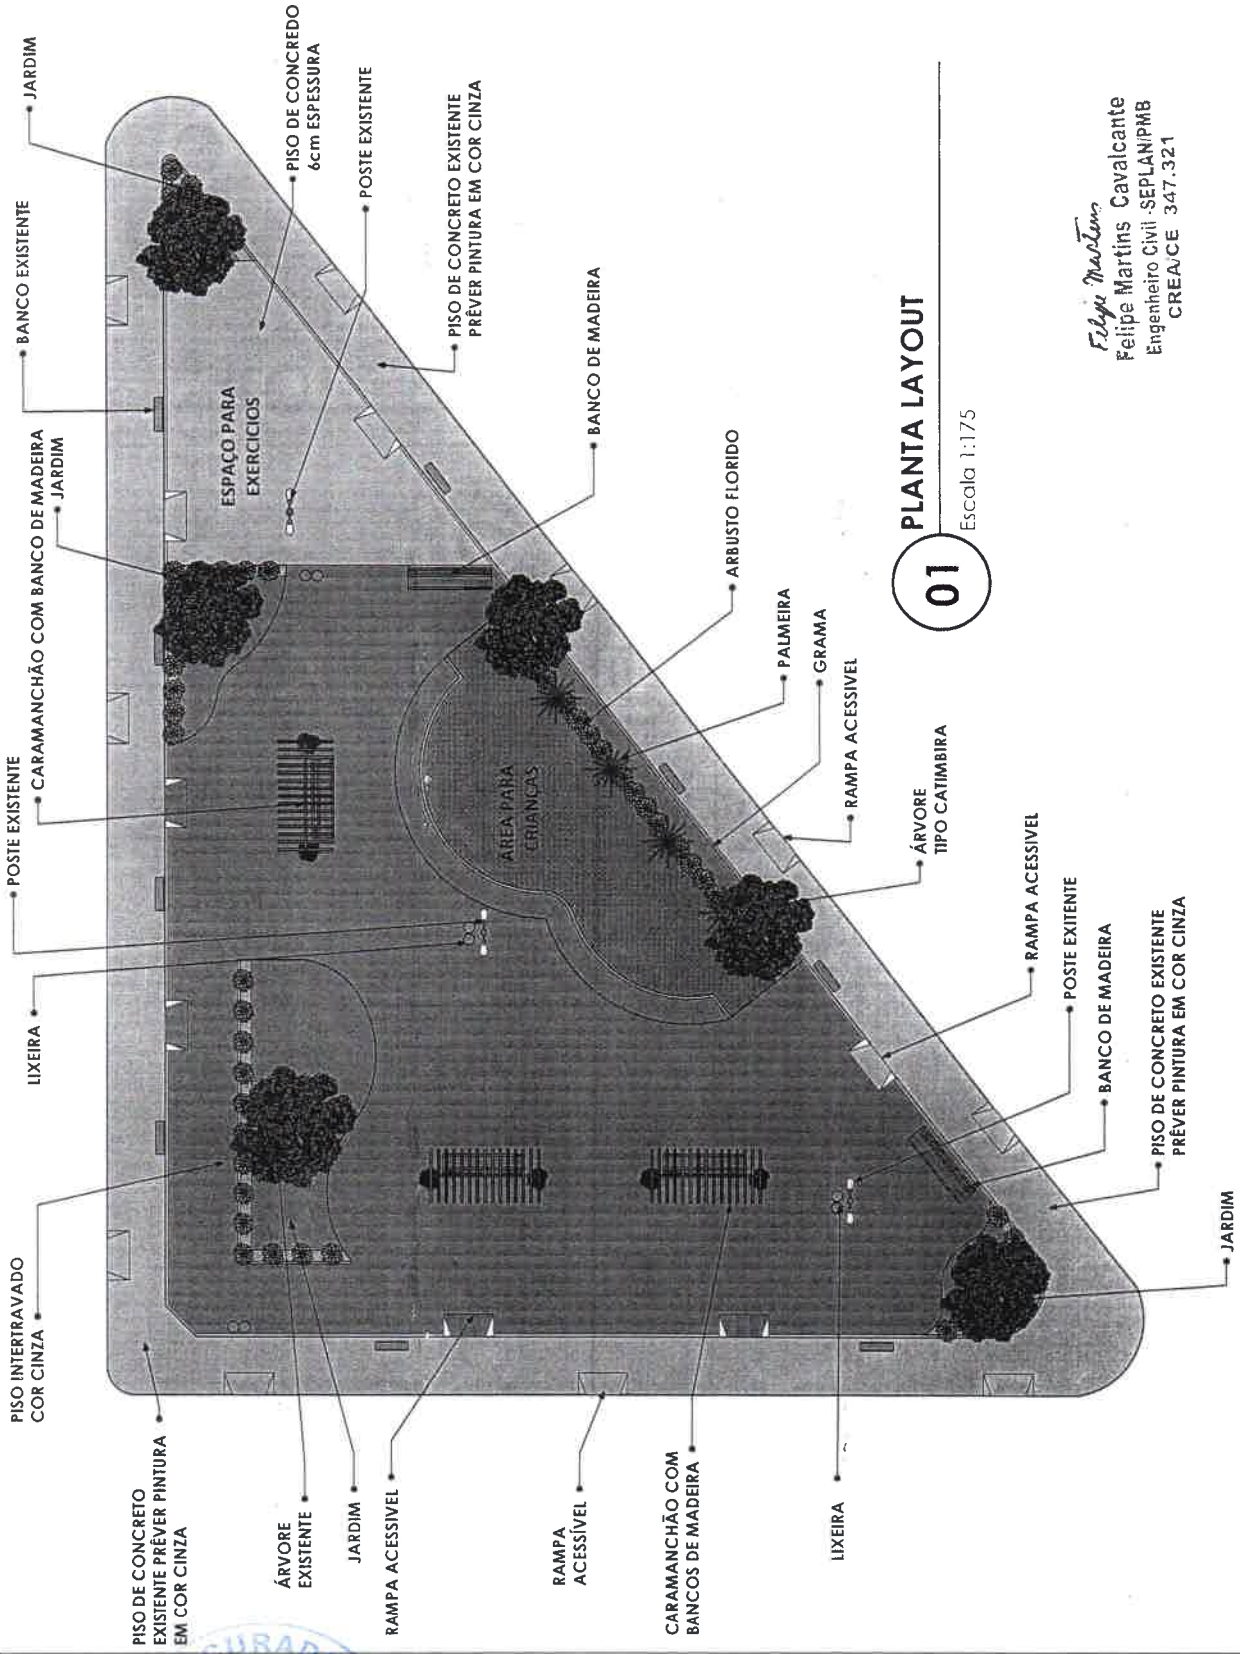 PISO DE CONCRETO
EXISTENTE PRÊVER PINTURA
EM COR CINZA
PISO INTERTRAVADO
COR CINZA
LIXEIRA
POSTE EXISTENTE
CARAMANCHÃO COM BANCO DE MADEIRA
JARDIM
BANCO EXISTENTE
JARDIM
PISO DE CONCREDO
6cm ESPESSURA
POSTE EXISTENTE
PISO DE CONCRETO EXISTENTE
PRÊVER PINTURA EM COR CINZA
BANCO DE MADEIRA
ESPAÇO PARA
EXERCICIOS
ÁREA PARA
CRIANÇAS
ÁRVORE
EXISTENTE
JARDIM
RAMPA ACESSIVEL
RAMPA
ACESSÍVEL
CARAMANCHÃO COM
BANCOS DE MADEIRA
LIXEIRA
ARBUSTO FLORIDO
PALMEIRA
GRAMA
RAMPA ACESSIVEL
ÁRVORE
TIPO CATIMBIRA
RAMPA ACESSIVEL
POSTE EXITENTE
BANCO DE MADEIRA
PISO DE CONCRETO EXISTENTE
PRÊVER PINTURA EM COR CINZA
JARDIM
01
PLANTA LAYOUT
Escala 1:175
Felipe Martins
Felipe Martins Cavalcante
Engenheiro Civil -SEPLAN/PMB
CREA/CE 347.321